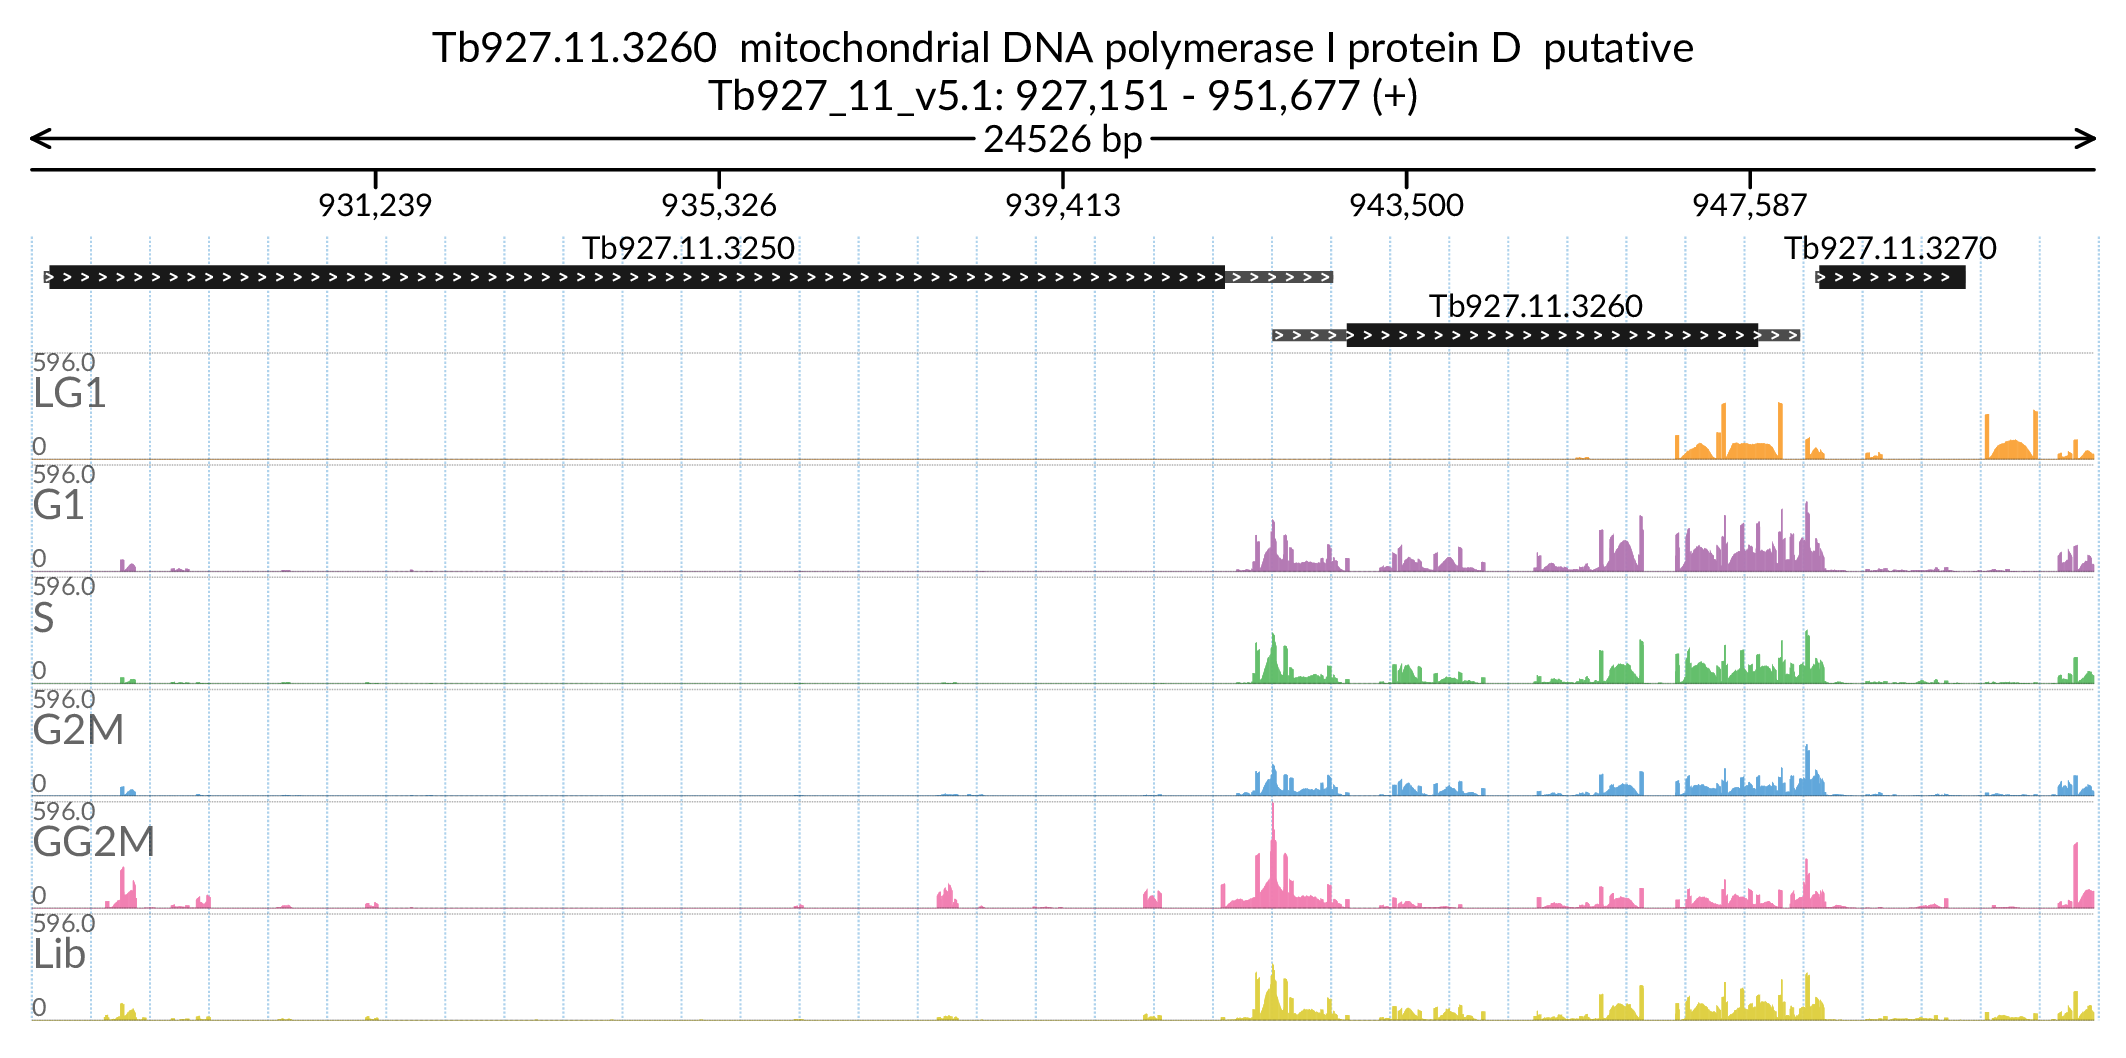 Tb927.11.3260 mitochondrial DNA polymerase I protein D putative
Tb927_11_v5.1: 927,151 - 951,677 (+)
24526 bp
931,239 935,326 939,413 943,500 947,587
Tb927.11.3250 Tb927.11.3270
Tb927.11.3260
596.0
LG1
0
596.0
G1
0
596.0
S
0
596.0
G2M
0
596.0
GG2M
0
596.0
Lib
0